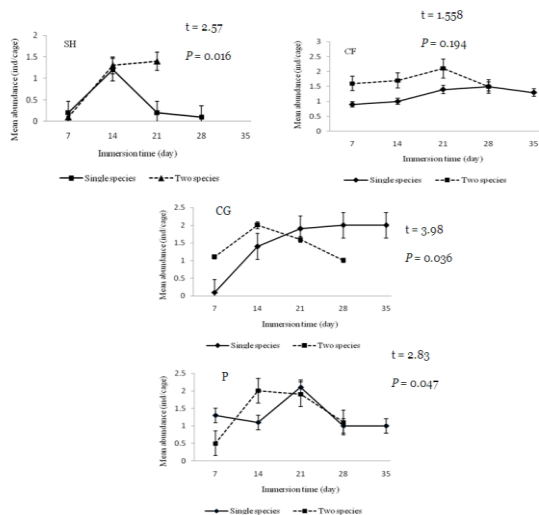 t = 2.57
P = 0.016
SH
Mean abundance (ind/cage)
2
1.5
1
0.5
0
7 14 21 28 35
Immersion time (day)
Single species Two species
t = 1.558
P = 0.194
CF
Mean abundance (ind/cage)
3
2.5
2
1.5
1
0.5
0
7 14 21 28 35
Immersion time (day)
Single species Two species
CG
t = 3.98
P = 0.036
Mean abundance (ind/cage)
2.5
2
1.5
1
0.5
0
7 14 21 28 35
Immersion time (day)
Single species Two species
t = 2.83
P = 0.047
P
Mean abundance (ind/cage)
2.5
2
1.5
1
0.5
0
7 14 21 28 35
Immersion time (day)
Single species Two species